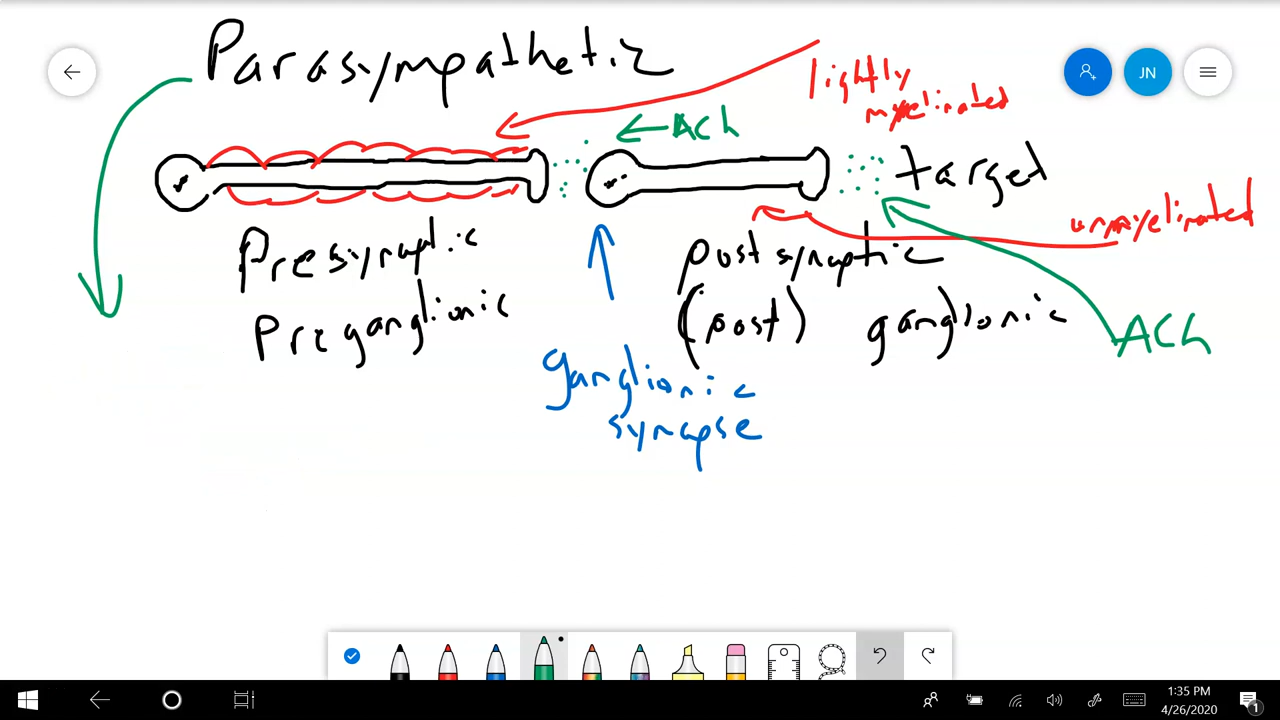 Parasympathetic
lightly
myelinated
JN
ACh
target
unmyelinated
Presynaptic
Preganglionic
postsynaptic
(post) ganglionic
ACh
ganglionic
synapse
1:35 PM
4/26/2020
1